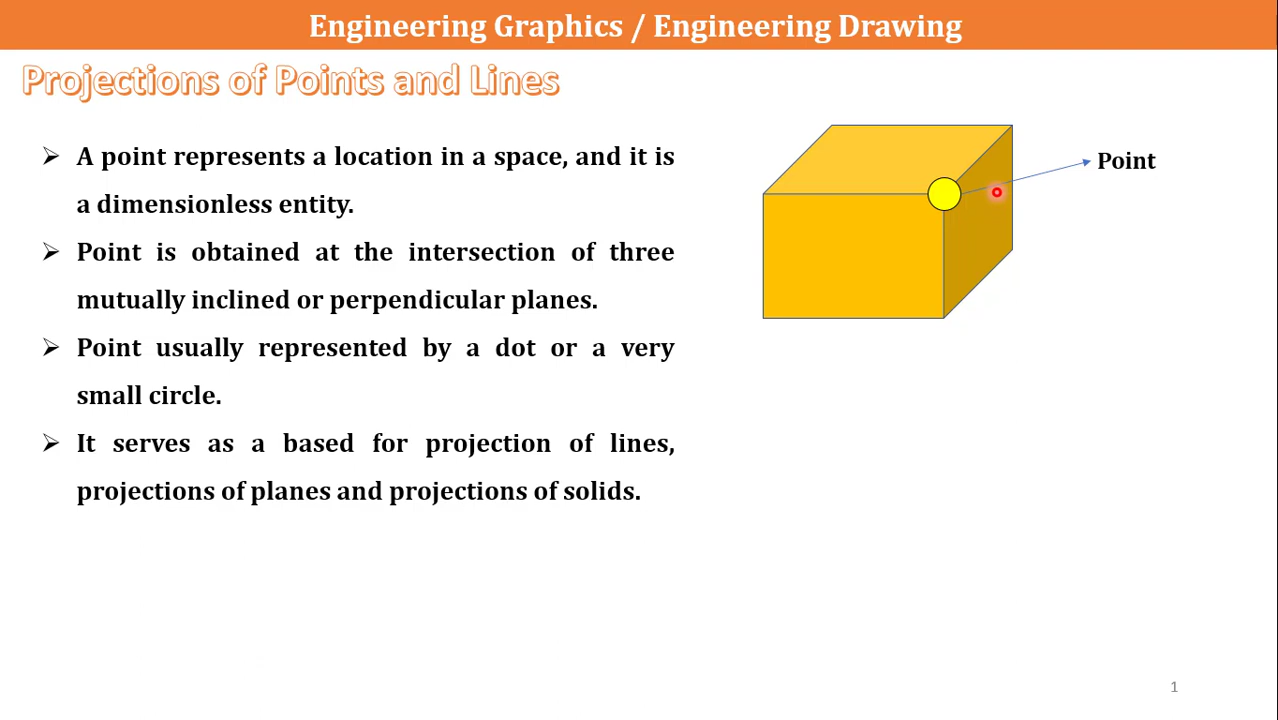 Engineering Graphics / Engineering Drawing
Projections of Points and Lines
➢ A point represents a location in a space, and it is
a dimensionless entity.
➢ Point is obtained at the intersection of three
mutually inclined or perpendicular planes.
➢ Point usually represented by a dot or a very
small circle.
➢ It serves as a based for projection of lines,
projections of planes and projections of solids.
Point
1